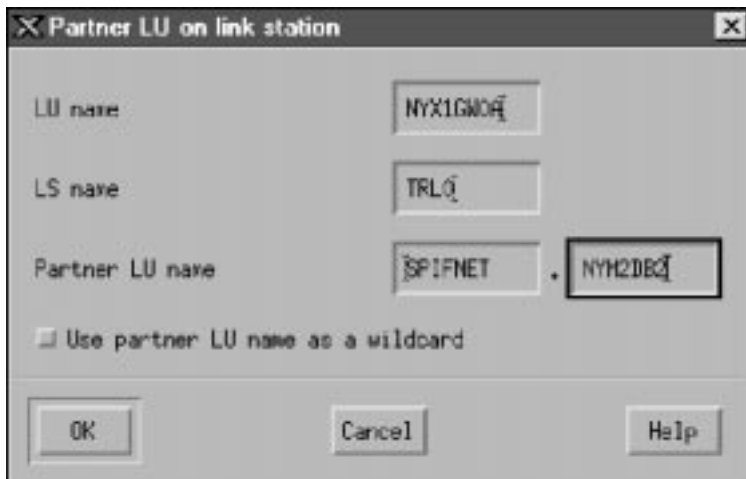 Partner LU on link station
LU name NYX1GW0A
LS name TRL0
Partner LU name SPIFNET . NYM2DB2
Use partner LU name as a wildcard
OK Cancel Help